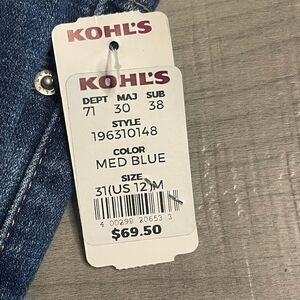 KOHL'S
KOHL'S
DEPT MAJ SUB
71 30 38
STYLE
196310148
COLOR
MED BLUE
SIZE
31(US 12)M
4 00298 20653 3
$69.50